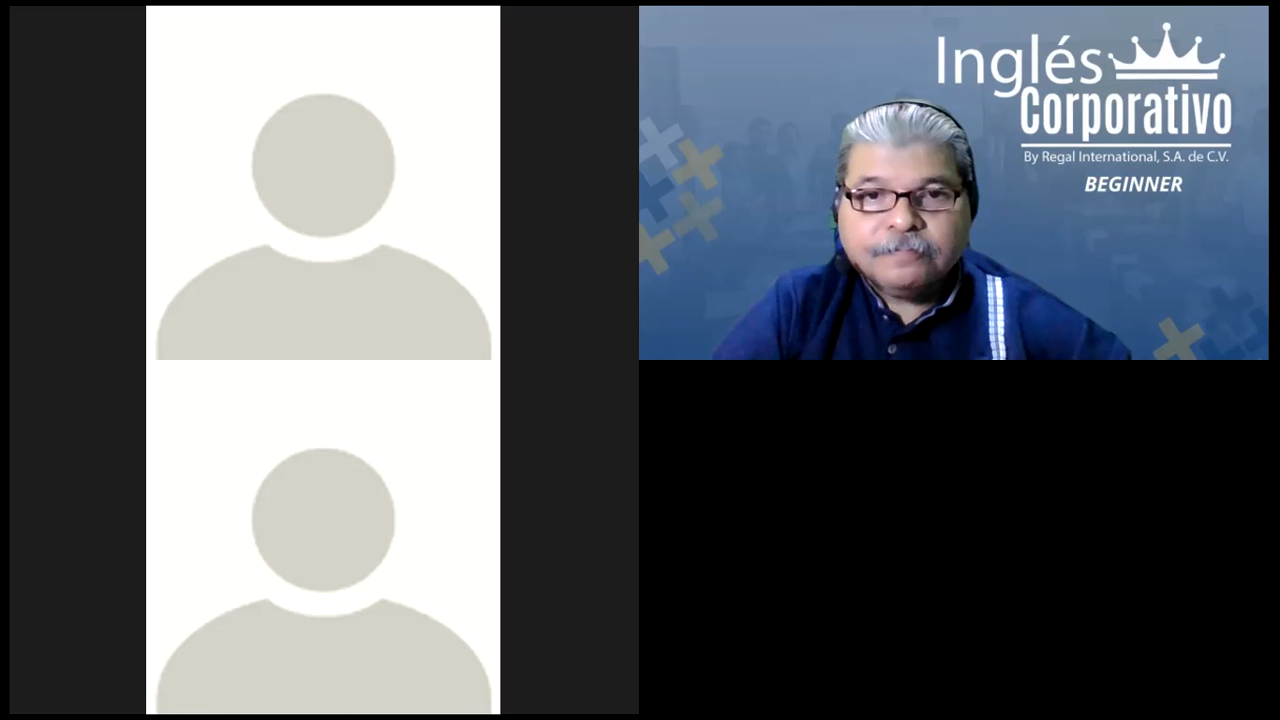 Inglés
Corporativo
By Regal International, S.A. de C.V.
BEGINNER